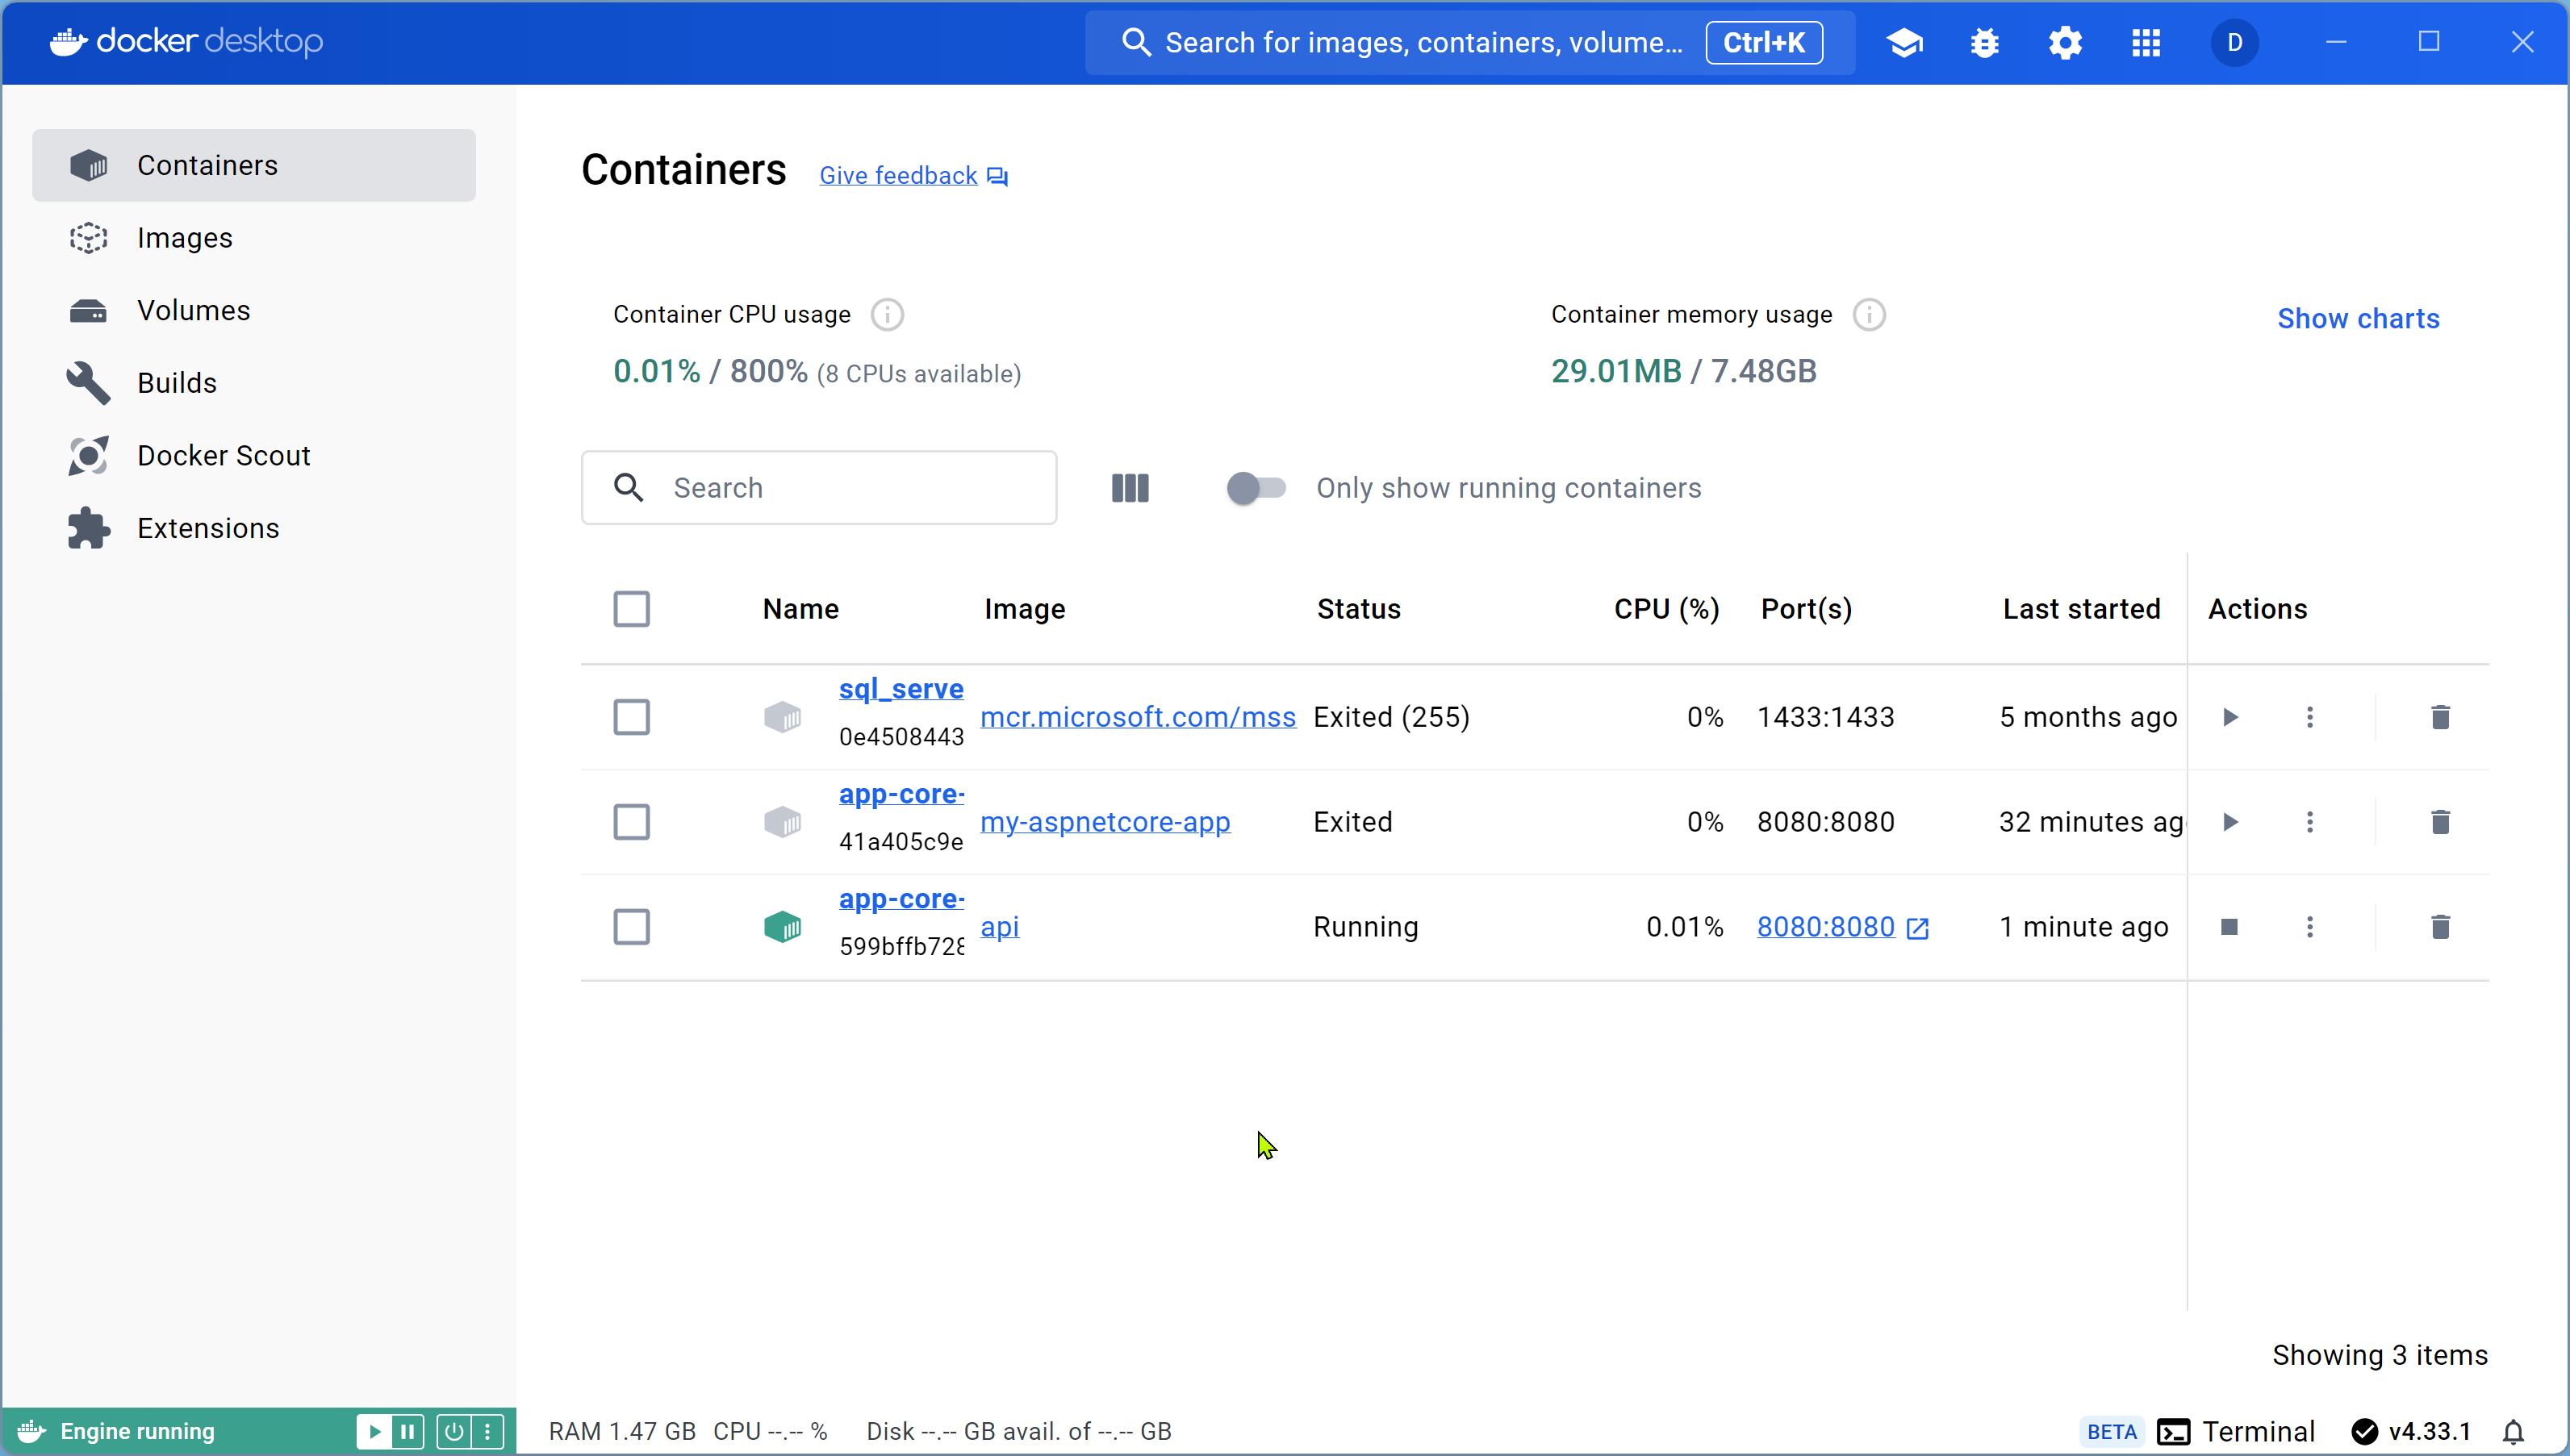 docker desktop
Search for images, containers, volume... Ctrl+K
D
Containers
Images
Volumes
Builds
Docker Scout
Extensions
Containers Give feedback
Container CPU usage
0.01% / 800% (8 CPUs available)
Container memory usage
29.01MB / 7.48GB
Show charts
Search
Only show running containers
Name Image Status CPU (%) Port(s) Last started Actions
sql_serve
0e4508443
mcr.microsoft.com/mss Exited (255) 0% 1433:1433 5 months ago
app-core-
41a405c9e
my-aspnetcore-app Exited 0% 8080:8080 32 minutes ag
app-core-
599bffb728
api Running 0.01% 8080:8080 1 minute ago
Showing 3 items
Engine running
RAM 1.47 GB CPU --.-- % Disk --.-- GB avail. of --.-- GB
BETA Terminal v4.33.1